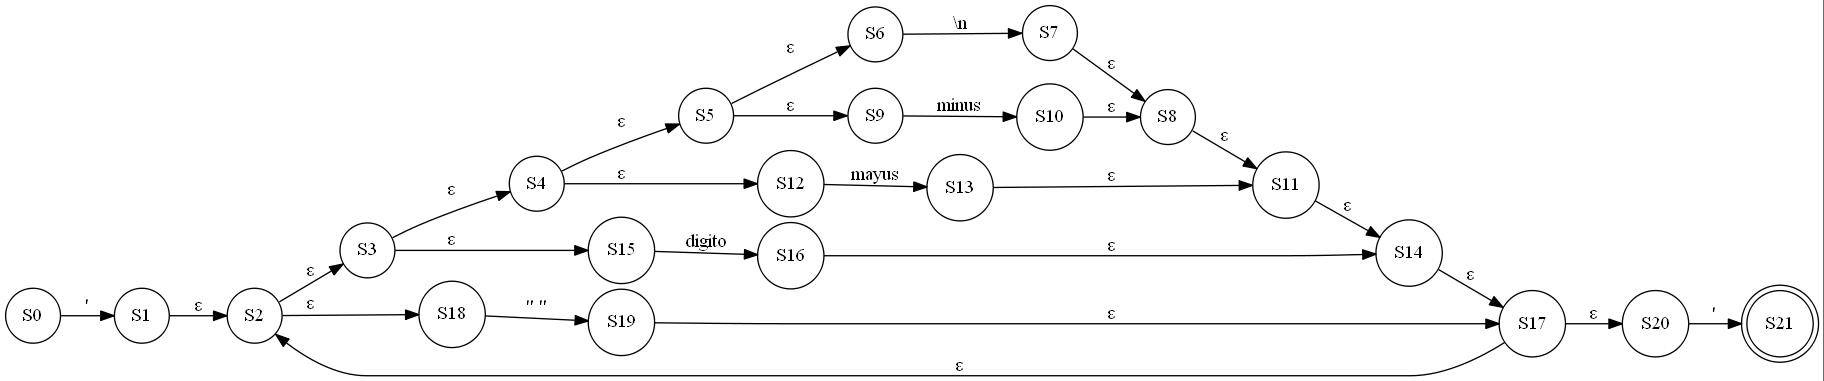 S6 \n S7
ε ε
S5 ε S9 minus S10 ε S8
ε ε
S4 ε S12 mayus S13 ε S11
ε ε
S3 ε S15 digito S16 ε S14
ε ε
S0 ' S1 ε S2 ε S18 " " S19 ε S17 ε S20 ' S21
ε